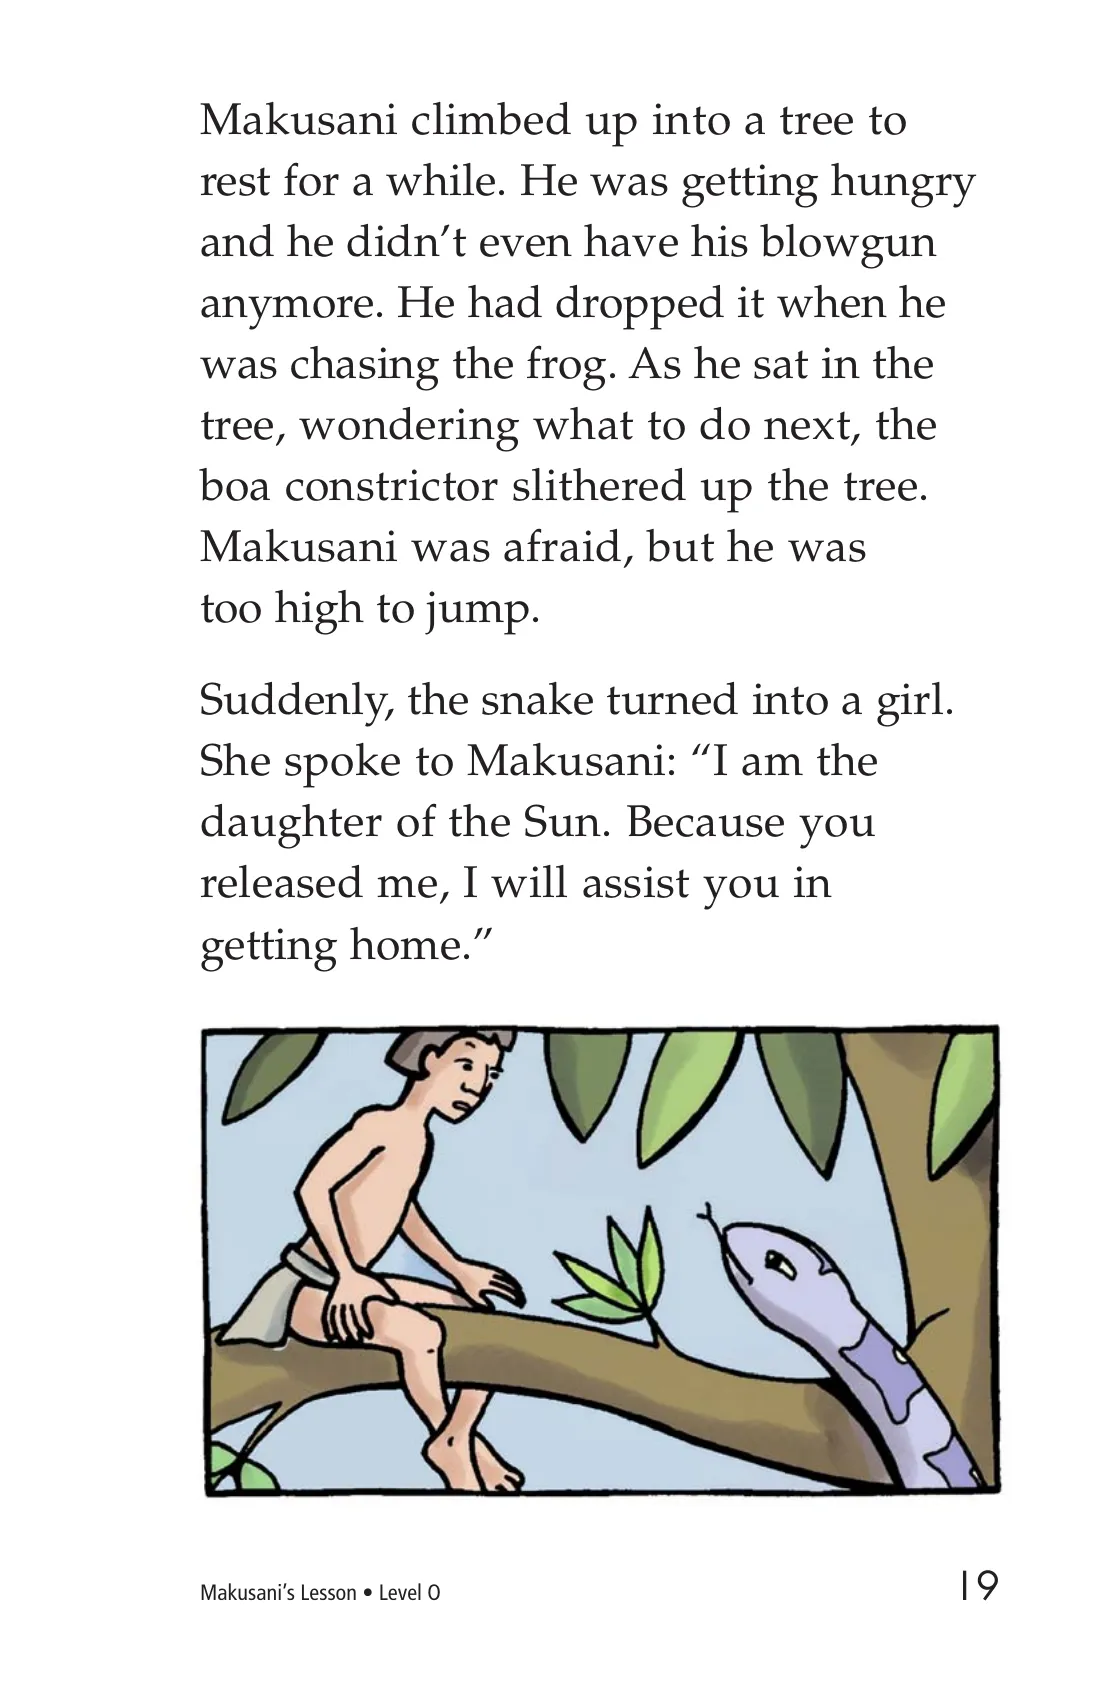 Makusani climbed up into a tree to
rest for a while. He was getting hungry
and he didn’t even have his blowgun
anymore. He had dropped it when he
was chasing the frog. As he sat in the
tree, wondering what to do next, the
boa constrictor slithered up the tree.
Makusani was afraid, but he was
too high to jump.
Suddenly, the snake turned into a girl.
She spoke to Makusani: “I am the
daughter of the Sun. Because you
released me, I will assist you in
getting home.”
Makusani’s Lesson • Level O
19